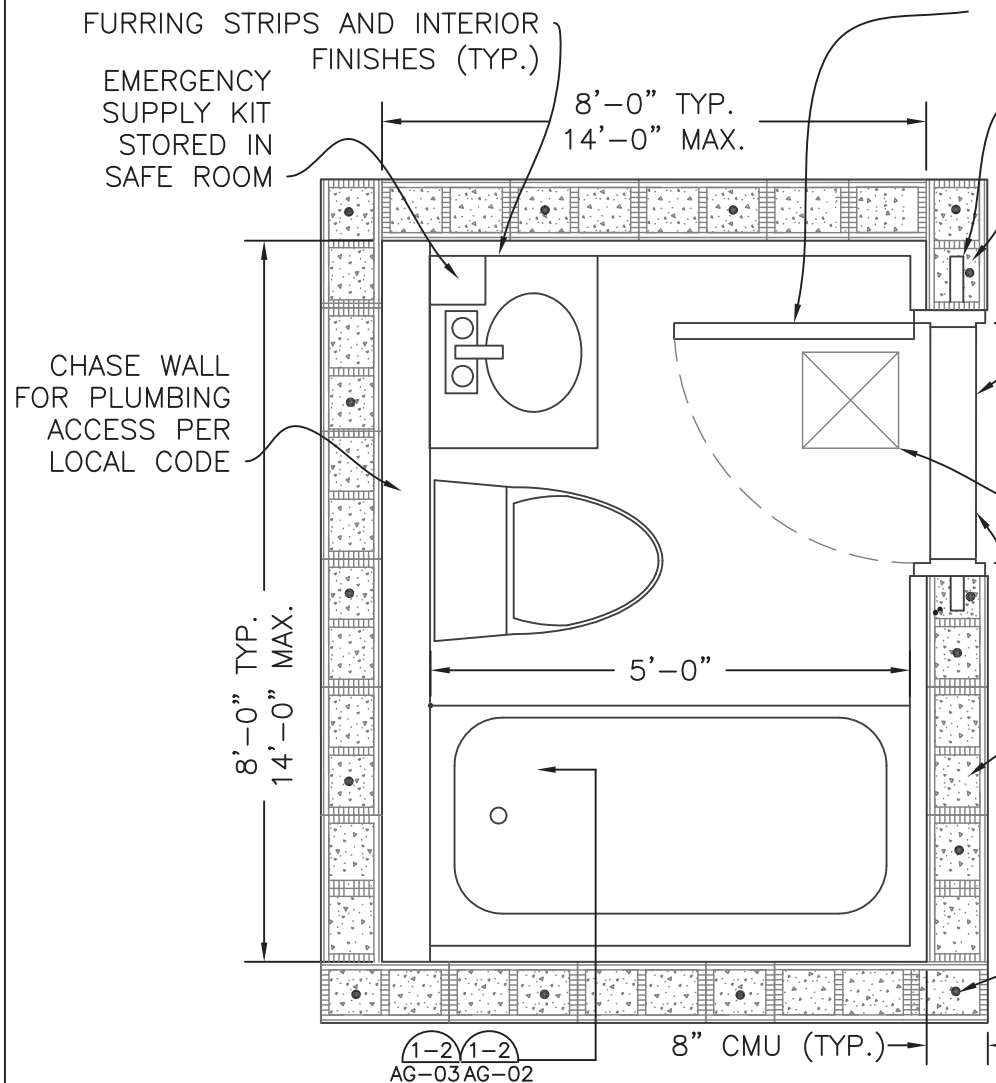 FURRING STRIPS AND INTERIOR
FINISHES (TYP.)
EMERGENCY
SUPPLY KIT
STORED IN
SAFE ROOM
8'-0" TYP.
14'-0" MAX.
CHASE WALL
FOR PLUMBING
ACCESS PER
LOCAL CODE
8'-0" TYP.
14'-0" MAX.
5'-0"
8" CMU (TYP.)
1-2 1-2
AG-03 AG-02